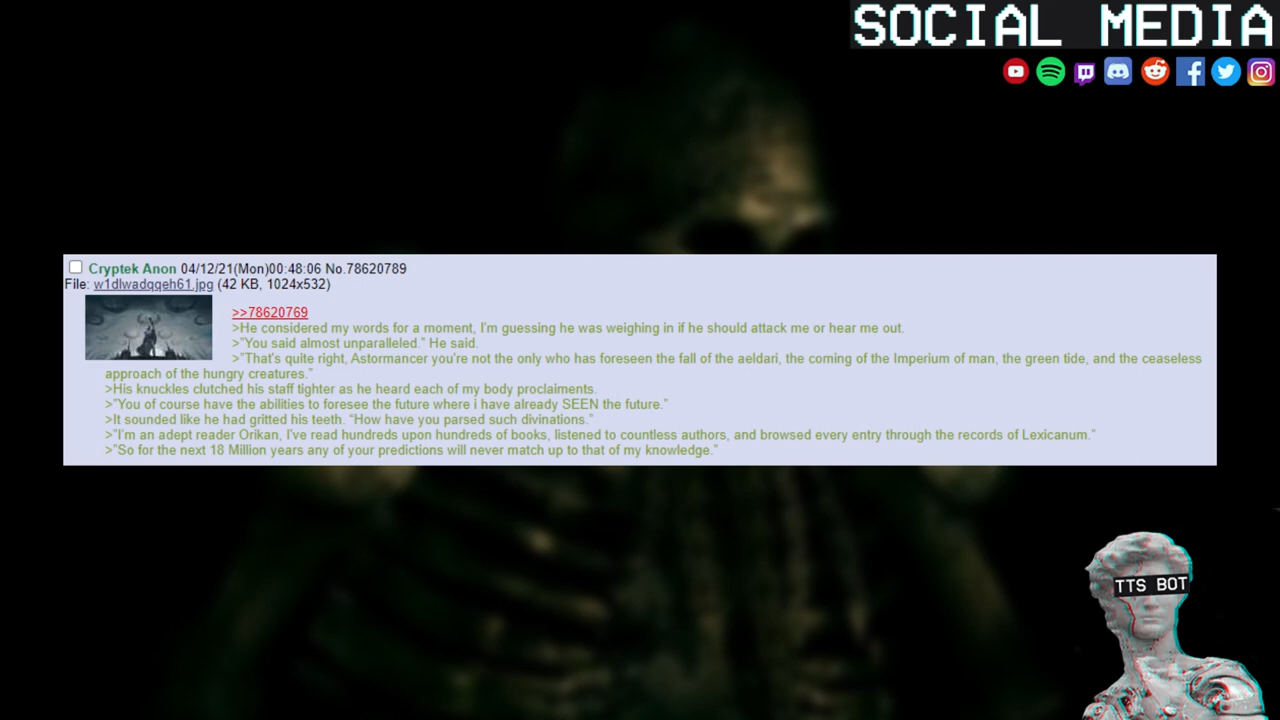 SOCIAL MEDIA
Cryptek Anon 04/12/21(Mon)00:48:06 No.78620789
File: w1dlwadqqeh61.jpg (42 KB, 1024x532)
>>78620769
>He considered my words for a moment, I'm guessing he was weighing in if he should attack me or hear me out.
>"You said almost unparalleled." He said.
>"That's quite right, Astormancer you're not the only who has foreseen the fall of the aeldari, the coming of the Imperium of man, the green tide, and the ceaseless
approach of the hungry creatures."
>His knuckles clutched his staff tighter as he heard each of my body proclaiments.
>"You of course have the abilities to foresee the future where i have already SEEN the future."
>It sounded like he had gritted his teeth. "How have you parsed such divinations."
>"I'm an adept reader Orikan, I've read hundreds upon hundreds of books, listened to countless authors, and browsed every entry through the records of Lexicanum."
>"So for the next 18 Million years any of your predictions will never match up to that of my knowledge."
TTS BOT